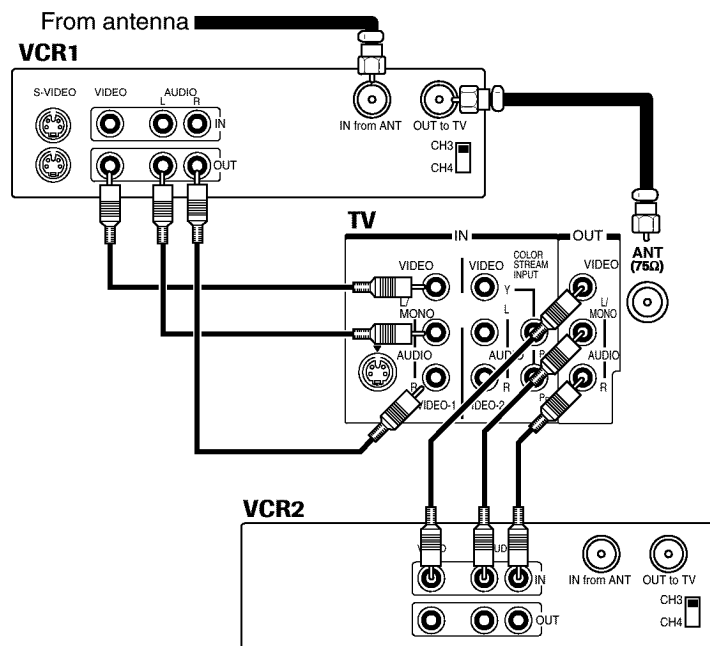 From antenna
VCR1
S-VIDEO VIDEO AUDIO
L R
IN
IN from ANT OUT to TV
OUT
CH3
CH4
TV
IN OUT
ANT
(75Ω)
VIDEO VIDEO COLOR
STREAM
INPUT
VIDEO
Y
L/
MONO
L
L/
MONO
AUDIO
R
AUDIO
R
AUDIO
R
VIDEO-1
VCR2
IN
IN from ANT OUT to TV
OUT
CH3
CH4